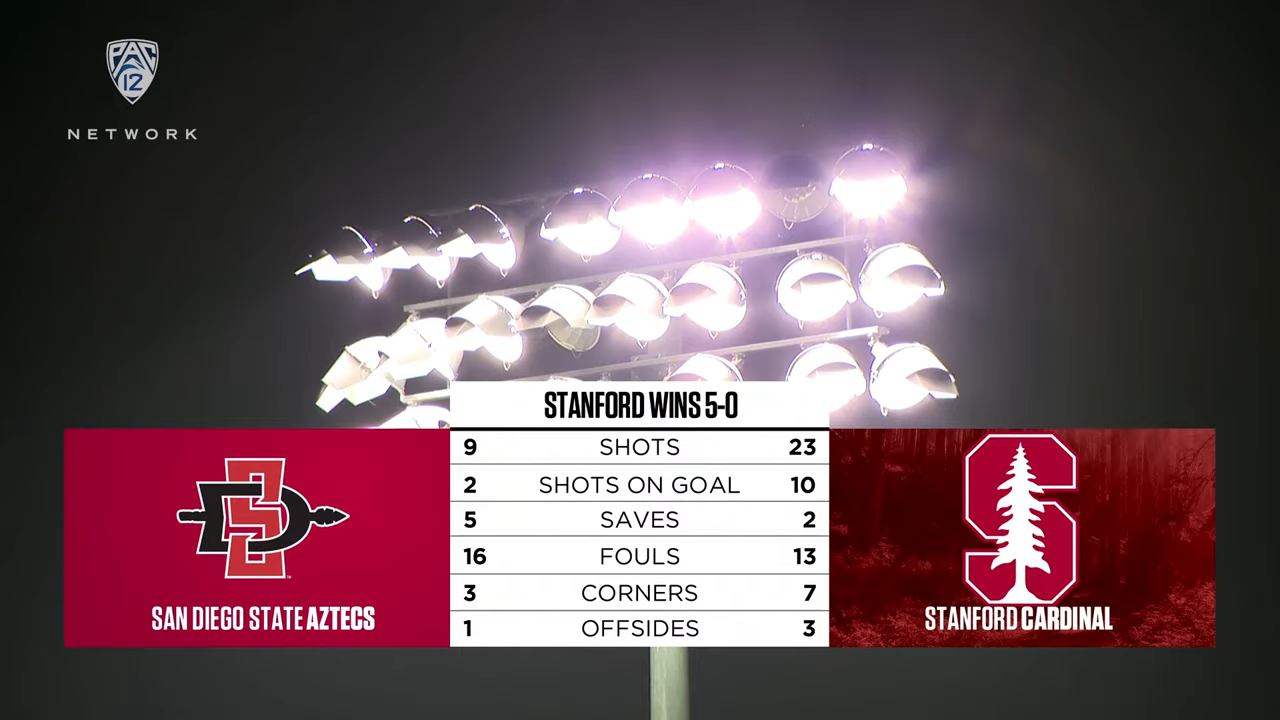 PAC
12
NETWORK
STANFORD WINS 5-0
9 SHOTS 23
2 SHOTS ON GOAL 10
5 SAVES 2
16 FOULS 13
3 CORNERS 7
1 OFFSIDES 3
SD
SAN DIEGO STATE AZTECS
S
STANFORD CARDINAL